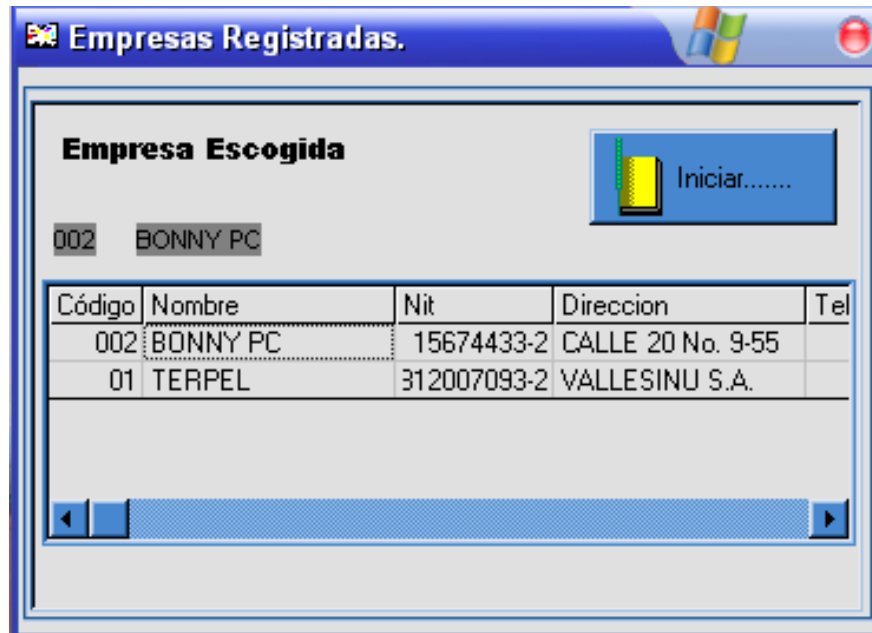 Empresas Registradas.
Empresa Escogida
Iniciar.......
002 BONNY PC
Código Nombre Nit Direccion Tel
002 BONNY PC 15674433-2 CALLE 20 No. 9-55
01 TERPEL 312007093-2 VALLESINU S.A.